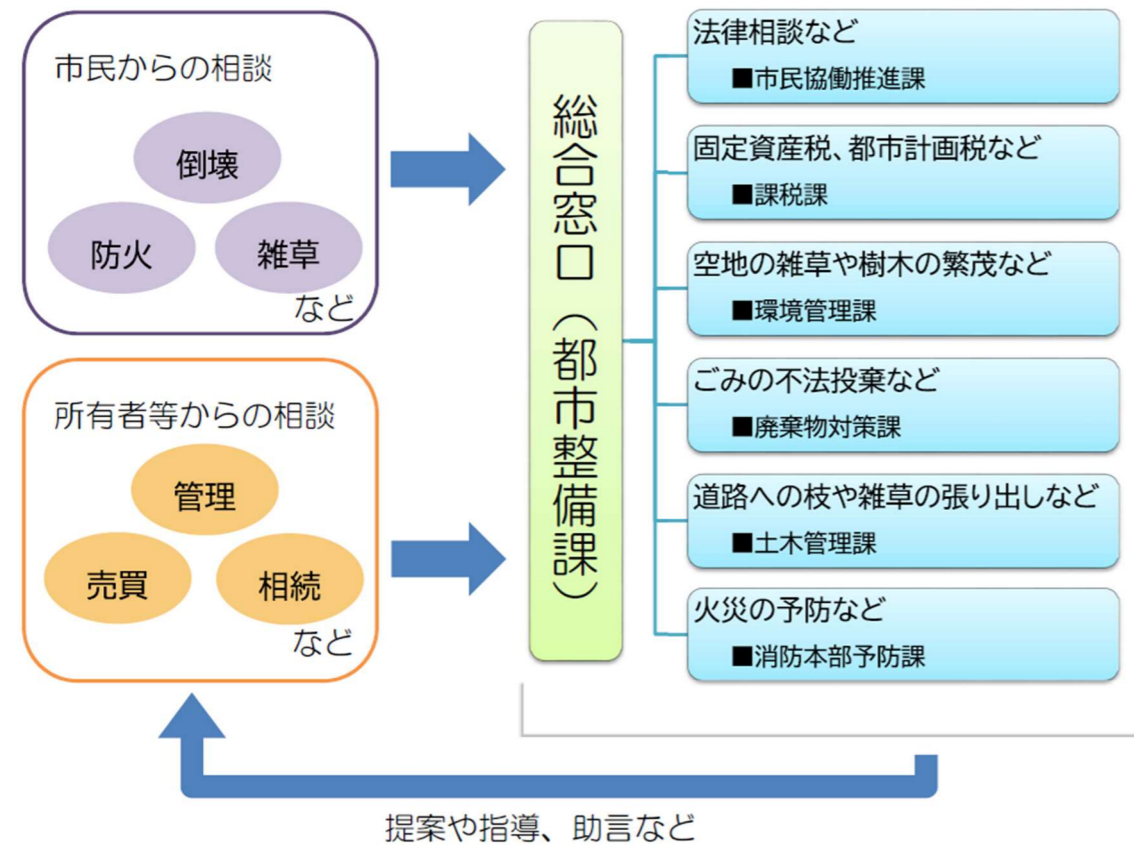 市民からの相談
倒壊
防火
雑草
など
所有者等からの相談
管理
売買
相続
など
総合窓口（都市整備課）
法律相談など
■市民協働推進課
固定資産税、都市計画税など
■課税課
空地の雑草や樹木の繁茂など
■環境管理課
ごみの不法投棄など
■廃棄物対策課
道路への枝や雑草の張り出しなど
■土木管理課
火災の予防など
■消防本部予防課
提案や指導、助言など